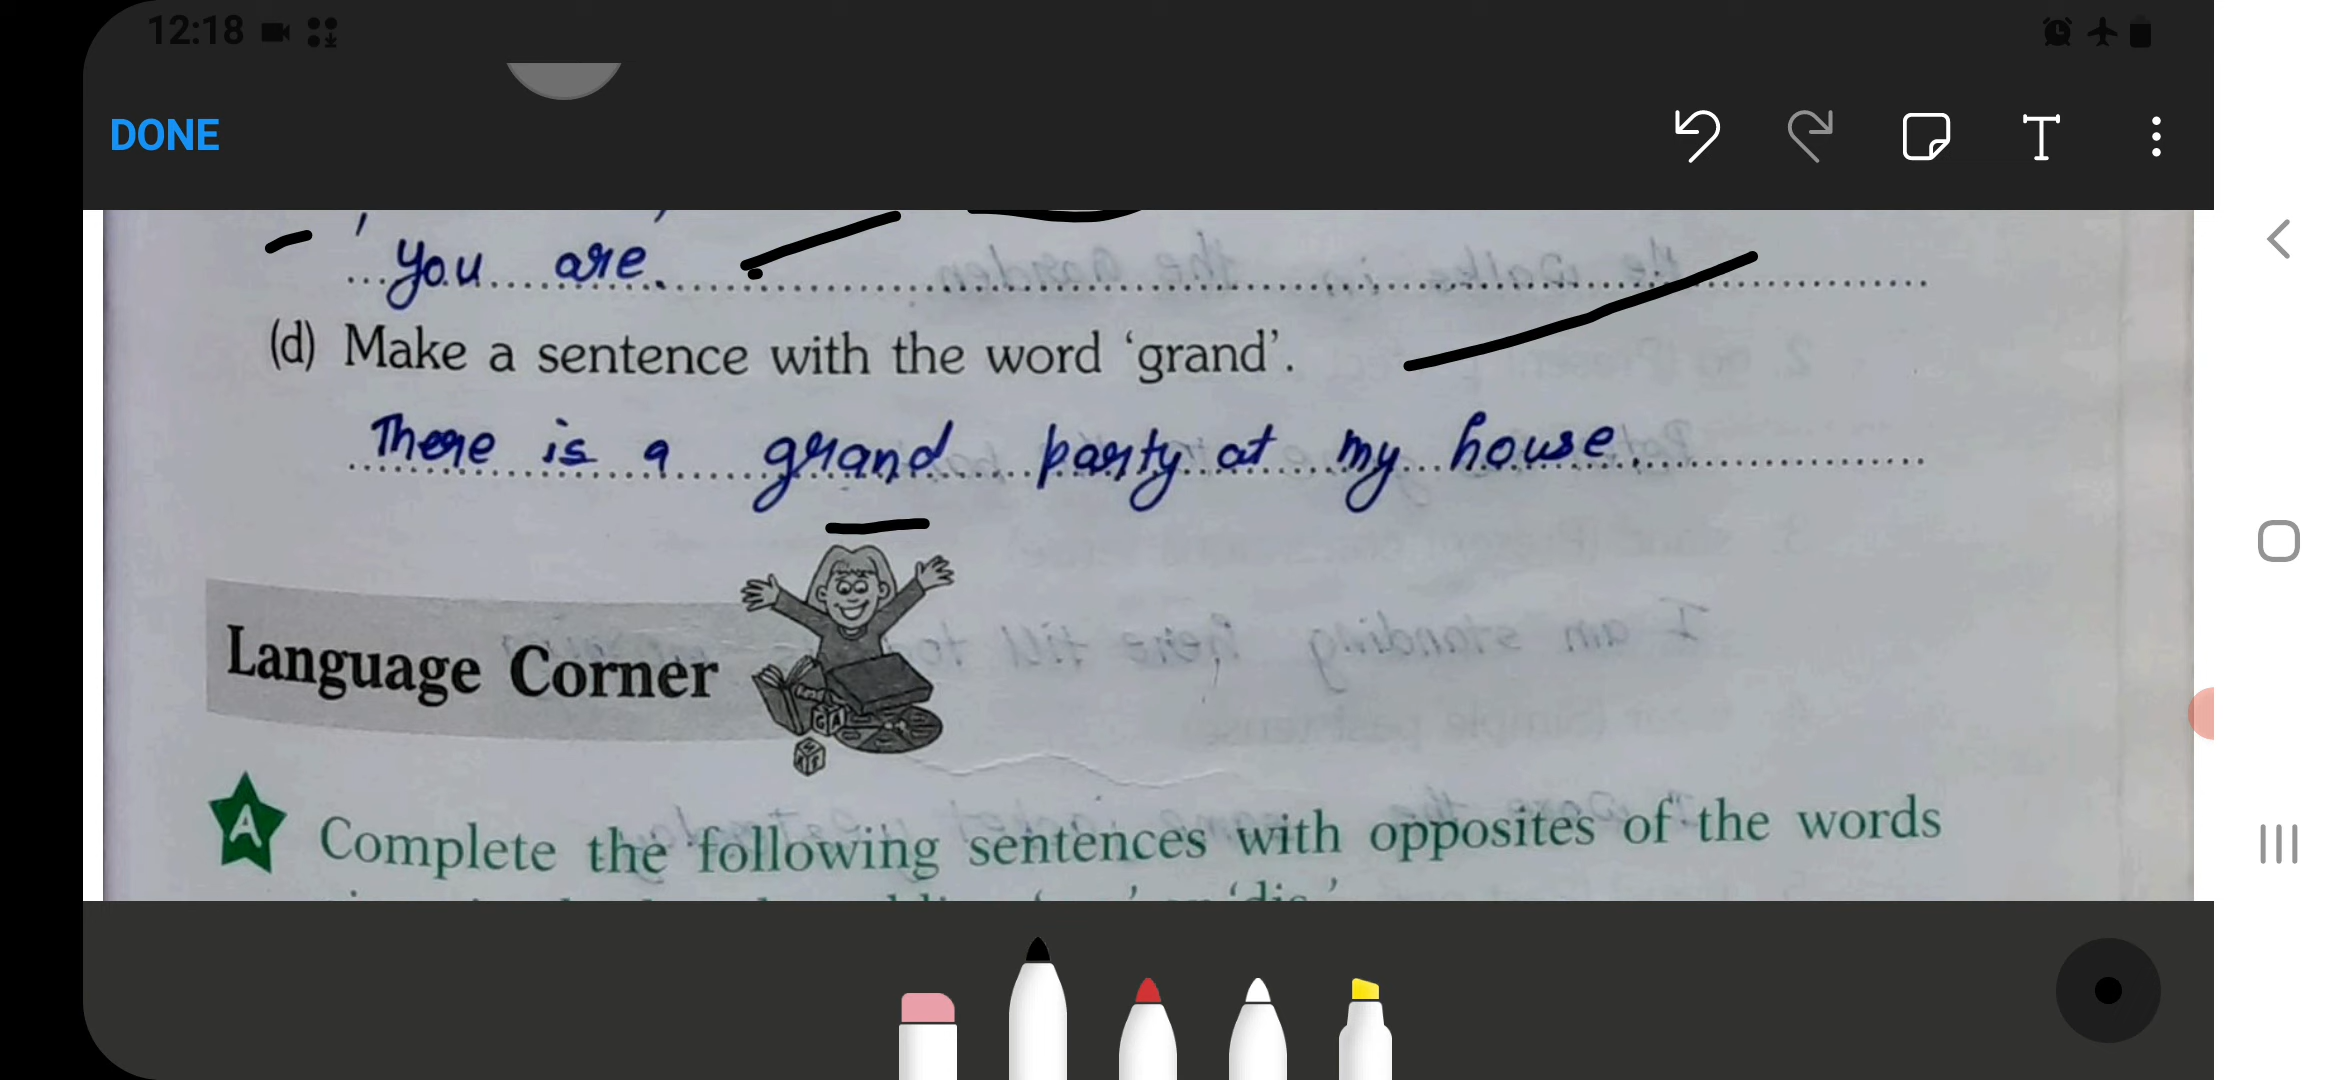 12:18
DONE
T
'you are'.
(d) Make a sentence with the word 'grand'.
There is a grand party at my house.
Language Corner
A Complete the following sentences with opposites of the words